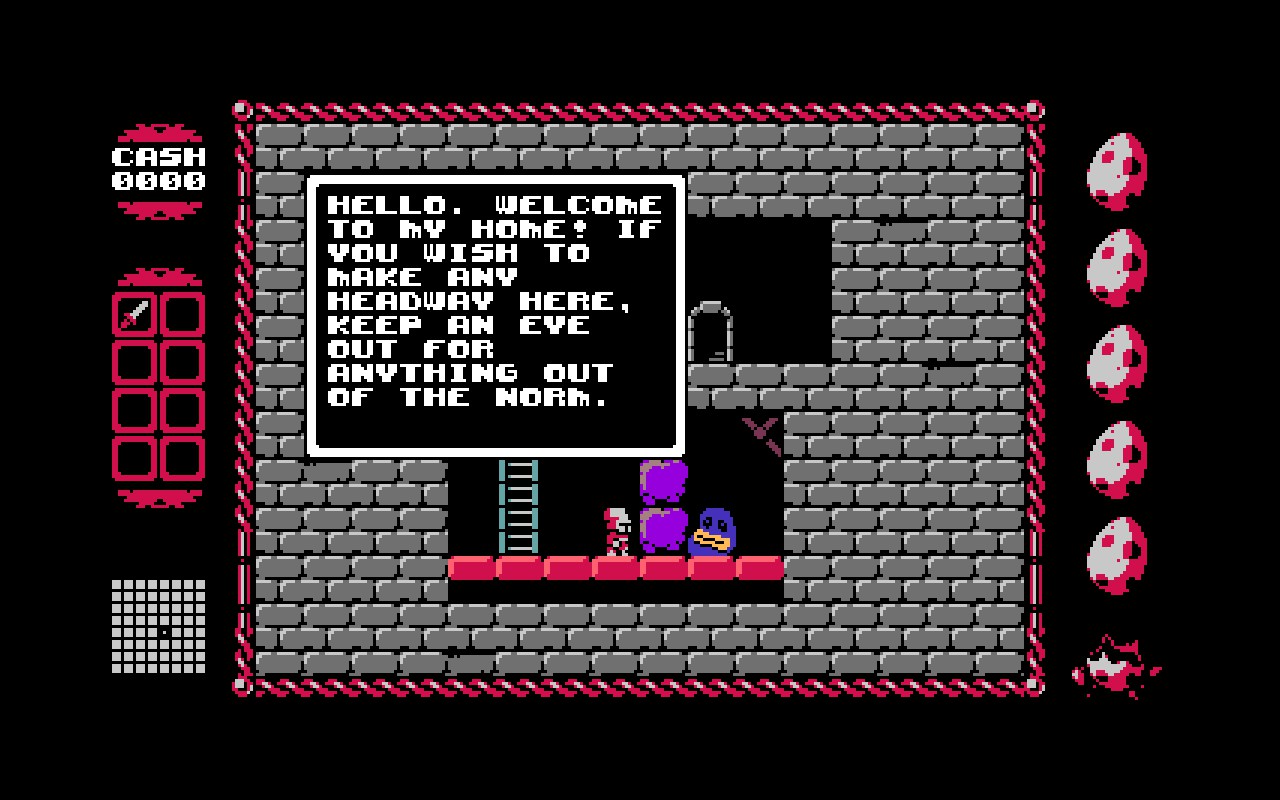 CASH
0000
HELLO. WELCOME
TO MY HOME! IF
YOU WISH TO
MAKE ANY
HEADWAY HERE,
KEEP AN EYE
OUT FOR
ANYTHING OUT
OF THE NORM.